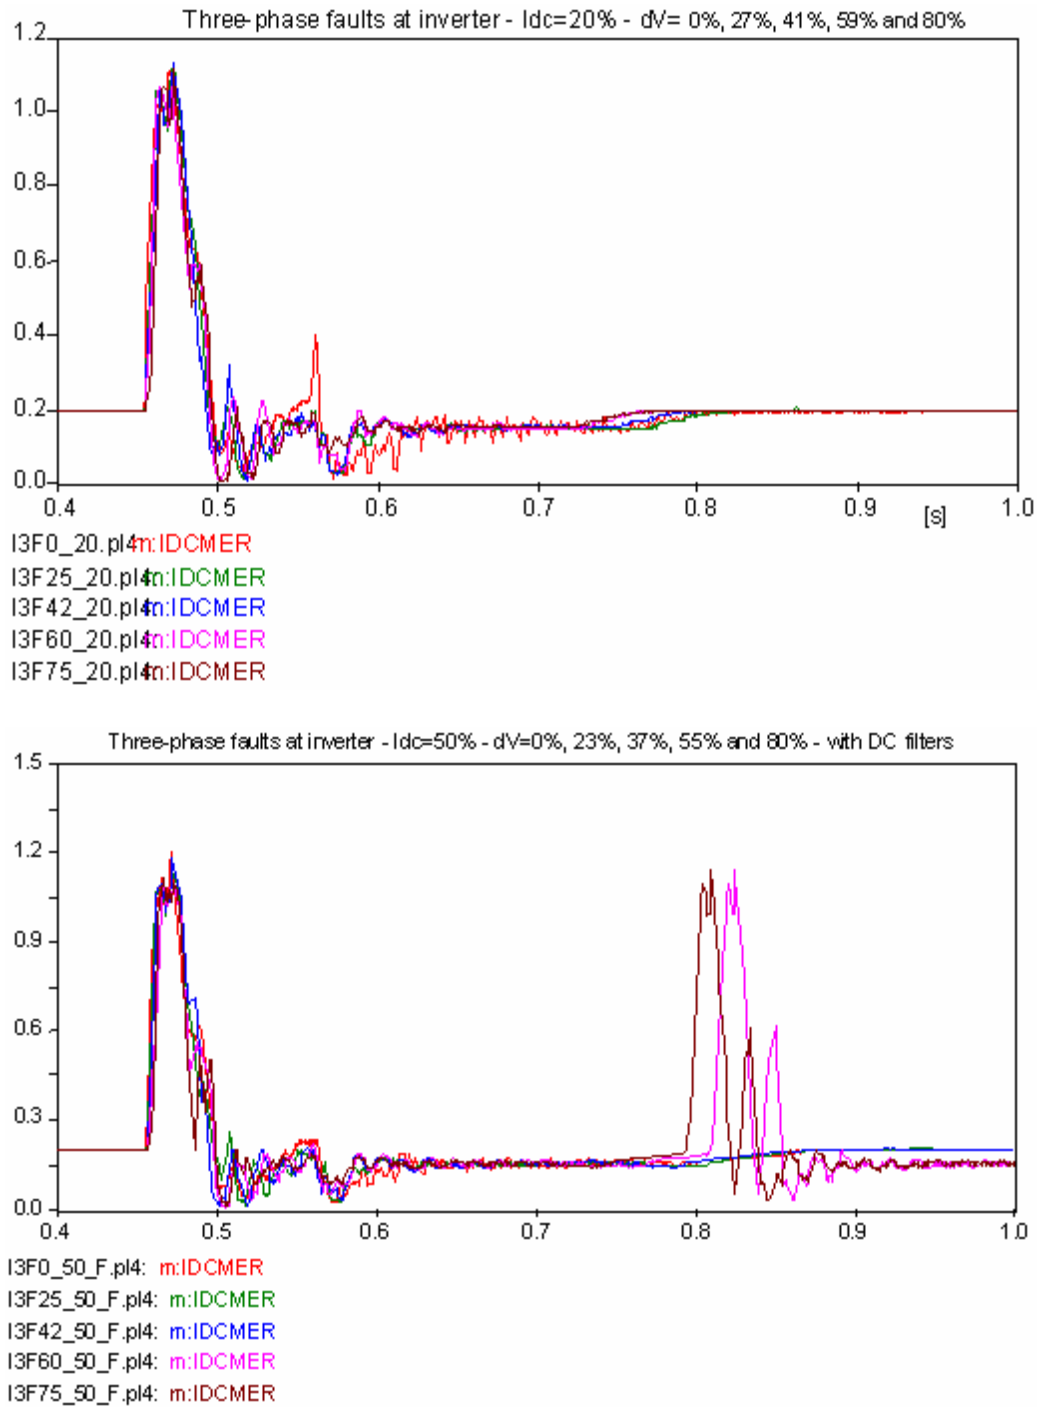 Three-phase faults at inverter - Idc=20% - dV= 0%, 27%, 41%, 59% and 80%
1.2
1.0
0.8
0.6
0.4
0.2
0.0
0.4 0.5 0.6 0.7 0.8 0.9 [s] 1.0
I3F0_20.pl4: m:IDCMER
I3F25_20.pl4: m:IDCMER
I3F42_20.pl4: m:IDCMER
I3F60_20.pl4: m:IDCMER
I3F75_20.pl4: m:IDCMER
Three-phase faults at inverter - Idc=50% - dV=0%, 23%, 37%, 55% and 80% - with DC filters
1.5
1.2
0.9
0.6
0.3
0.0
0.4 0.5 0.6 0.7 0.8 0.9 1.0
I3F0_50_F.pl4: m:IDCMER
I3F25_50_F.pl4: m:IDCMER
I3F42_50_F.pl4: m:IDCMER
I3F60_50_F.pl4: m:IDCMER
I3F75_50_F.pl4: m:IDCMER